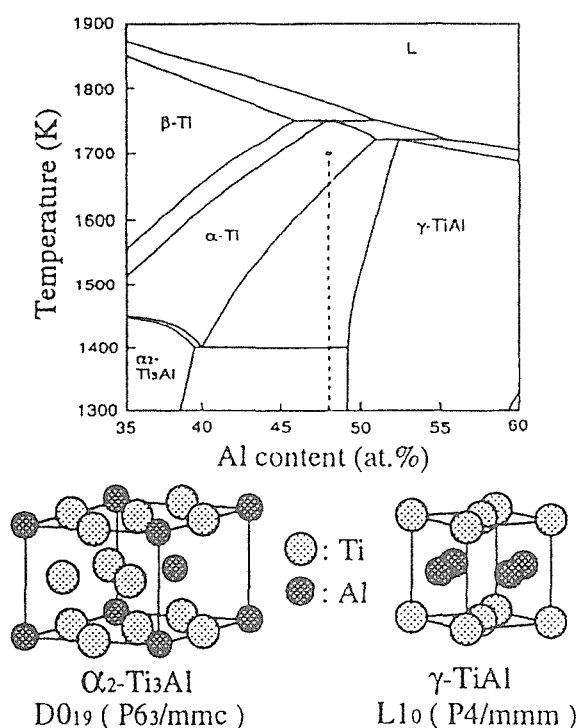 1900
1800
1700
1600
1500
1400
1300
Temperature (K)
L
β-Ti
α-Ti
γ-TiAl
α2-
Ti3Al
35 40 45 50 55 60
Al content (at.%)
: Ti
: Al
α2-Ti3Al
D019 ( P63/mmc )
γ-TiAl
L10 ( P4/mmm )